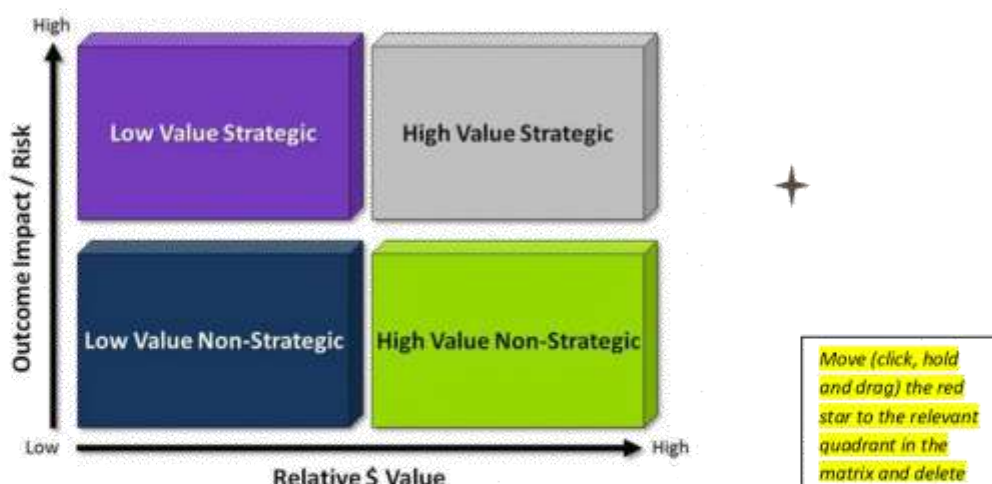 High
Outcome Impact / Risk
Low Value Strategic
High Value Strategic
Low Value Non-Strategic
High Value Non-Strategic
Low
High
Relative $ Value
Move (click, hold
and drag) the red
star to the relevant
quadrant in the
matrix and delete